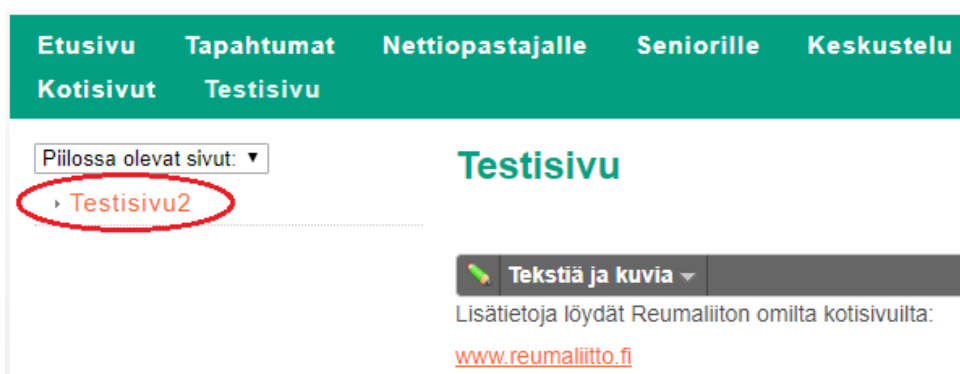 Etusivu Tapahtumat Nettiopastajalle Seniorille Keskustelu
Kotisivut Testisivu
Piilossa olevat sivut:
Testisivu2
Testisivu
Tekstiä ja kuvia
Lisätietoja löydät Reumaliiton omilta kotisivuilta:
www.reumaliitto.fi